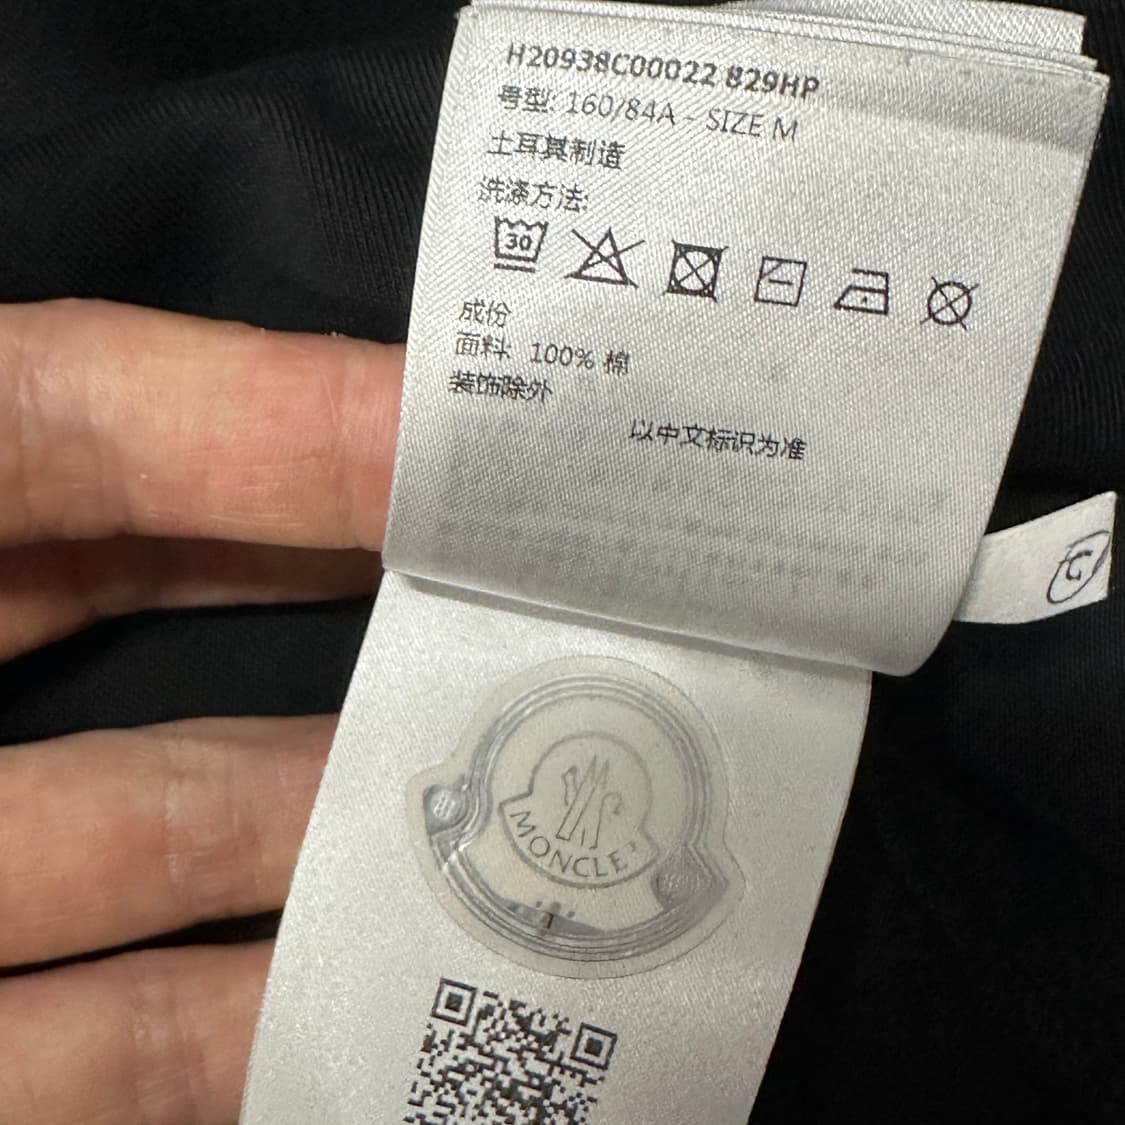 H20938C00022 829HP
号型: 160/84A - SIZE M
土耳其制造
洗涤方法:
30
成份
面料: 100% 棉
装饰除外
以中文标识为准
MONCLER